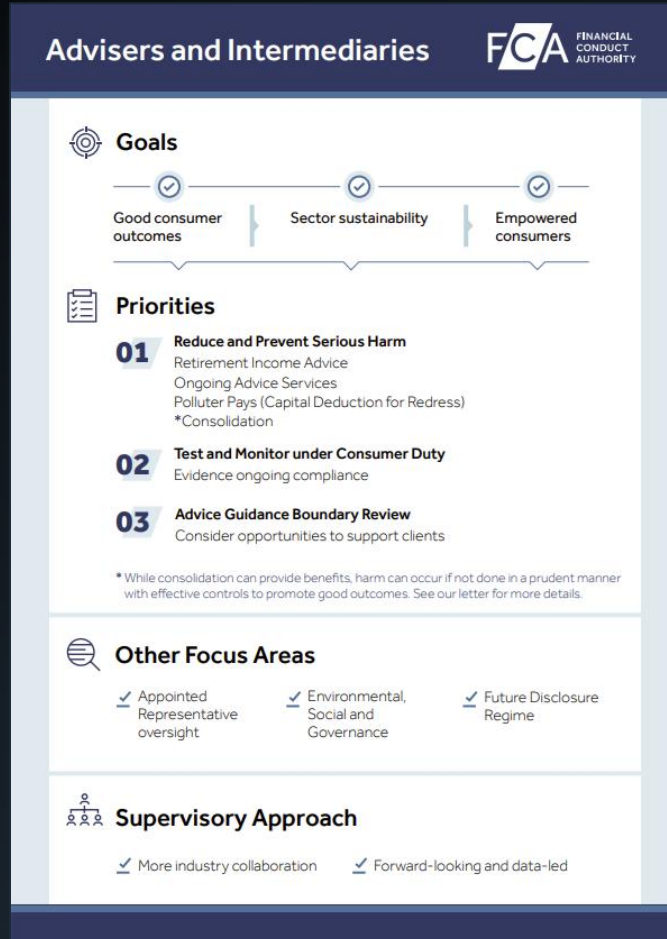 Advisers and Intermediaries
FCA
FINANCIAL
CONDUCT
AUTHORITY
Goals
Good consumer
outcomes
Sector sustainability
Empowered
consumers
Priorities
01
Reduce and Prevent Serious Harm
Retirement Income Advice
Ongoing Advice Services
Polluter Pays (Capital Deduction for Redress)
*Consolidation
02
Test and Monitor under Consumer Duty
Evidence ongoing compliance
03
Advice Guidance Boundary Review
Consider opportunities to support clients
* While consolidation can provide benefits, harm can occur if not done in a prudent manner
with effective controls to promote good outcomes. See our letter for more details.
Other Focus Areas
Appointed
Representative
oversight
Environmental,
Social and
Governance
Future Disclosure
Regime
Supervisory Approach
More industry collaboration
Forward-looking and data-led